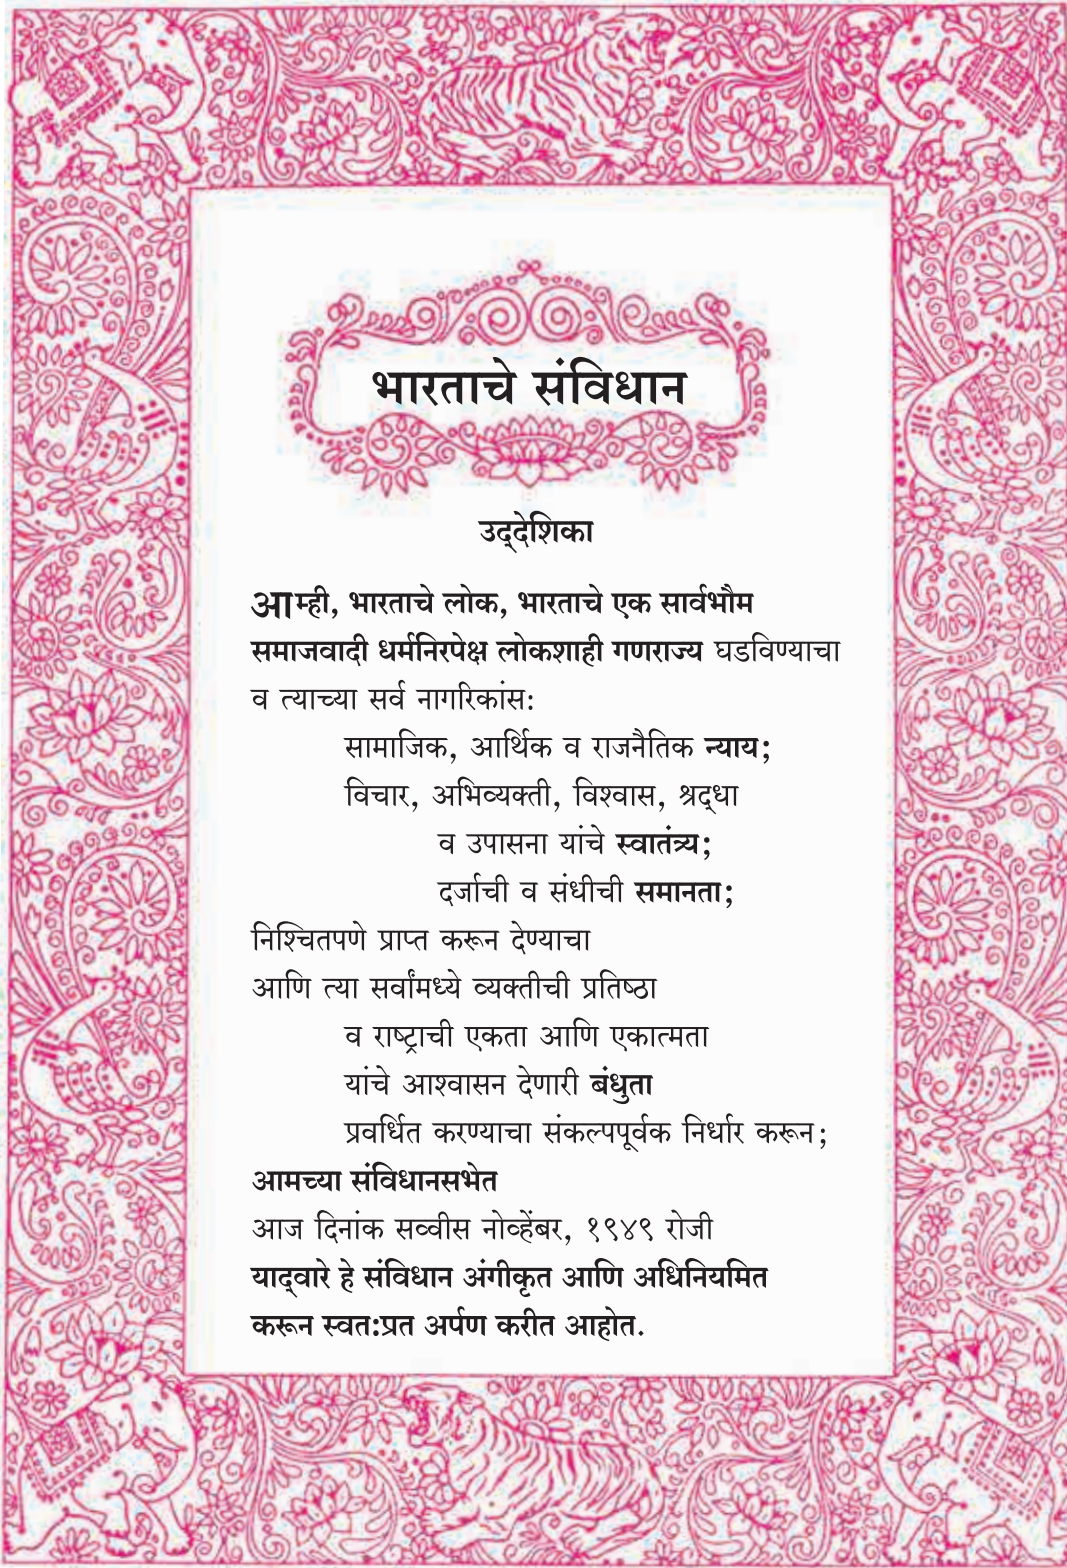 भारताचे संविधान
उद्‌देशिका
आम्ही, भारताचे लोक, भारताचे एक सार्वभौम
समाजवादी धर्मनिरपेक्ष लोकशाही गणराज्य घडविण्याचा
व त्याच्या सर्व नागरिकांस:
सामाजिक, आर्थिक व राजनैतिक न्याय;
विचार, अभिव्यक्ती, विश्वास, श्रद्‌धा
व उपासना यांचे स्वातंत्र्य;
दर्जाची व संधीची समानता;
निश्चितपणे प्राप्त करून देण्याचा
आणि त्या सर्वांमध्ये व्यक्तीची प्रतिष्ठा
व राष्ट्राची एकता आणि एकात्मता
यांचे आश्वासन देणारी बंधुता
प्रवर्धित करण्याचा संकल्पपूर्वक निर्धार करून;
आमच्या संविधानसभेत
आज दिनांक सव्वीस नोव्हेंबर, १९४९ रोजी
याद्‌वारे हे संविधान अंगीकृत आणि अधिनियमित
करून स्वत:प्रत अर्पण करीत आहोत.